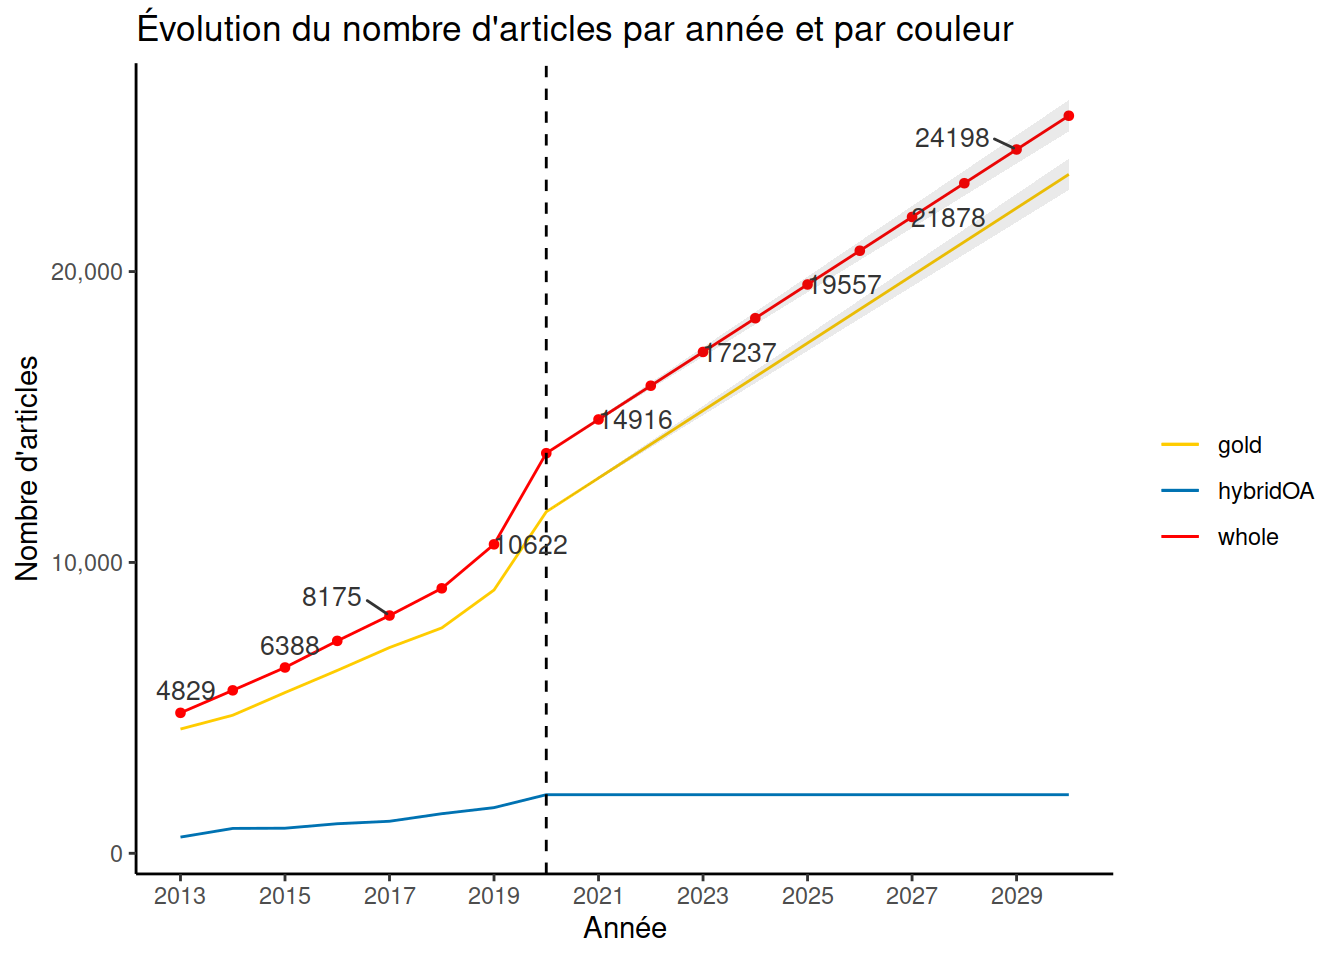 Évolution du nombre d'articles par année et par couleur
24198
21878
20,000
19557
17237
14916
10622
10,000
8175
6388
4829
0
Nombre d'articles
gold
hybridOA
whole
2013 2015 2017 2019 2021 2023 2025 2027 2029
Année